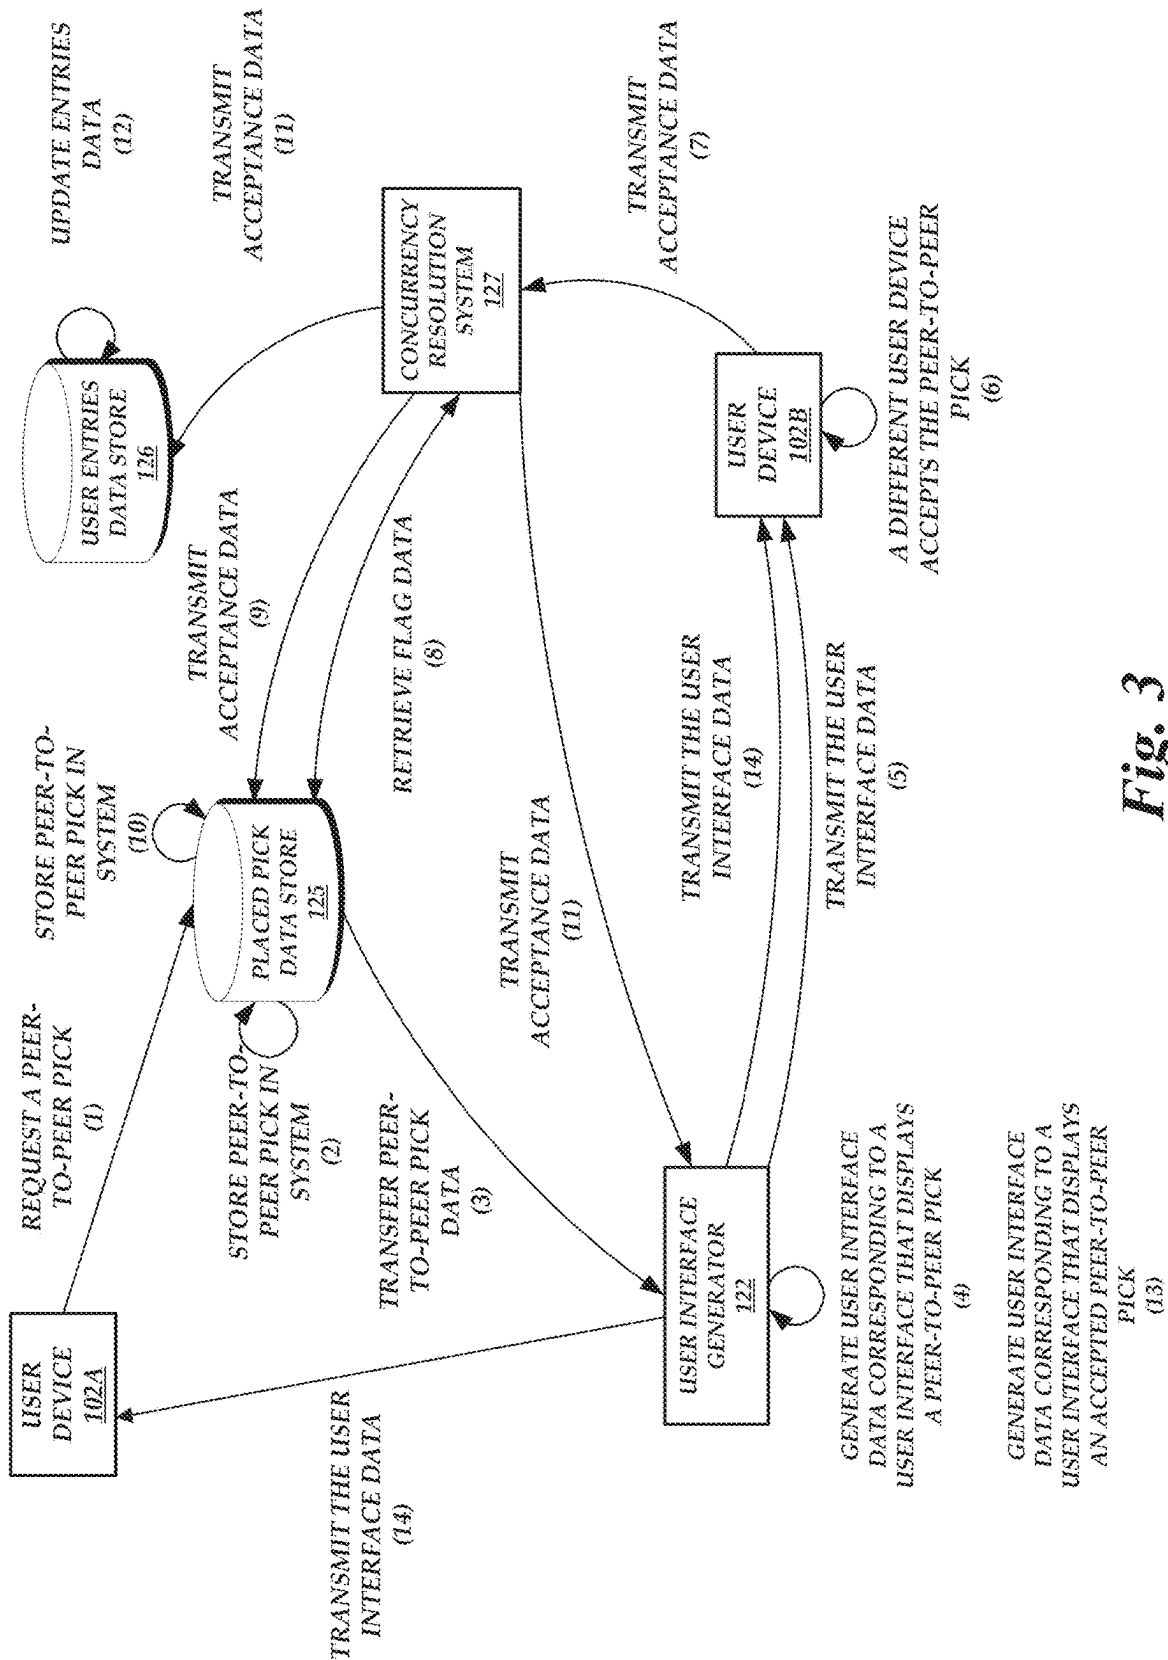 USER
DEVICE
102A
REQUEST A PEER-
TO-PEER PICK
(1)
STORE PEER-TO-
PEER PICK IN
SYSTEM
(10)
PLACED PICK
DATA STORE
125
STORE PEER-TO-
PEER PICK IN
SYSTEM
(2)
TRANSFER PEER-
TO-PEER PICK
DATA
(3)
TRANSMIT THE USER
INTERFACE DATA
(14)
USER ENTRIES
DATA STORE
126
UPDATE ENTRIES
DATA
(12)
TRANSMIT
ACCEPTANCE DATA
(11)
TRANSMIT
ACCEPTANCE DATA
(9)
RETRIEVE FLAG DATA
(8)
CONCURRENCY
RESOLUTION
SYSTEM
127
TRANSMIT
ACCEPTANCE DATA
(11)
TRANSMIT
ACCEPTANCE DATA
(7)
USER INTERFACE
GENERATOR
122
TRANSMIT THE USER
INTERFACE DATA
(14)
TRANSMIT THE USER
INTERFACE DATA
(5)
USER
DEVICE
102B
GENERATE USER INTERFACE
DATA CORRESPONDING TO A
USER INTERFACE THAT DISPLAYS
A PEER-TO-PEER PICK
(4)
A DIFFERENT USER DEVICE
ACCEPTS THE PEER-TO-PEER
PICK
(6)
GENERATE USER INTERFACE
DATA CORRESPONDING TO A
USER INTERFACE THAT DISPLAYS
AN ACCEPTED PEER-TO-PEER
PICK
(13)
Fig. 3